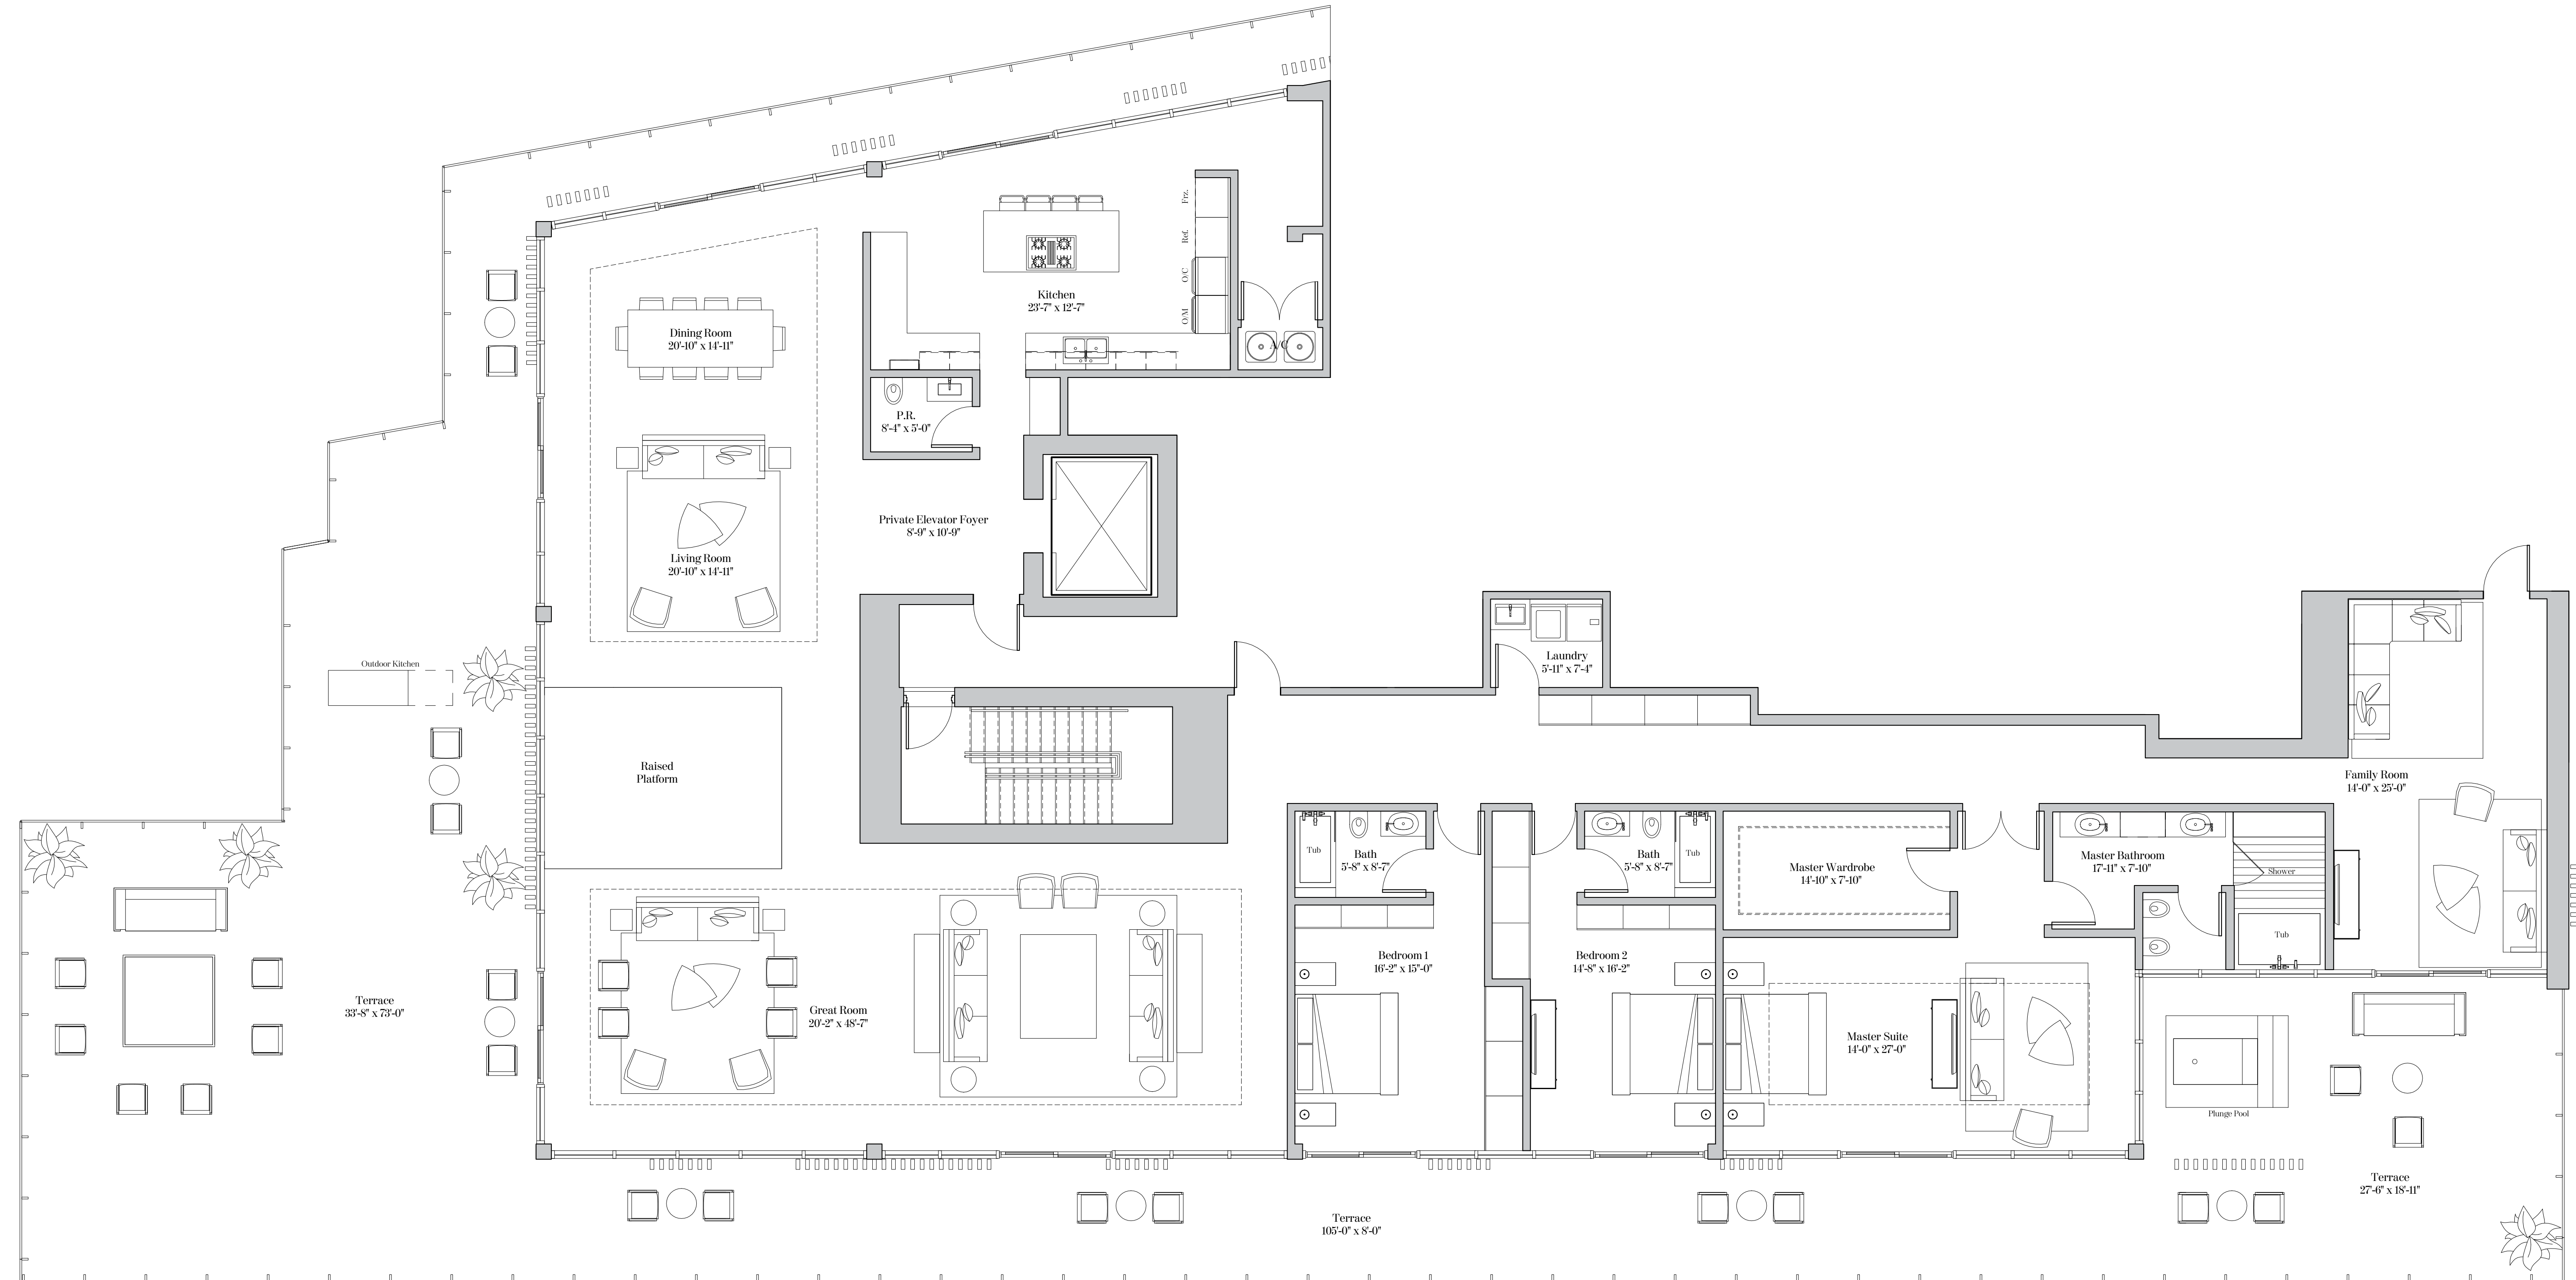 Frz.
Ref.
O/C
O/M
Kitchen
23'-7" x 12'-7"
A/C
Dining Room
20'-10" x 14'-11"
P.R.
8'-4" x 5'-0"
Private Elevator Foyer
8'-9" x 10'-9"
Living Room
20'-10" x 14'-11"
Outdoor Kitchen
Laundry
5'-11" x 7'-4"
Raised
Platform
Family Room
14'-0" x 25'-0"
Tub
Bath
5'-8" x 8'-7"
Bath
5'-8" x 8'-7"
Tub
Master Wardrobe
14'-10" x 7'-10"
Master Bathroom
17'-11" x 7'-10"
Shower
Tub
Terrace
33'-8" x 73'-0"
Great Room
20'-2" x 48'-7"
Bedroom 1
16'-2" x 15"-0"
Bedroom 2
14'-8" x 16'-2"
Master Suite
14'-0" x 27'-0"
Plunge Pool
Terrace
27'-6" x 18'-11"
Terrace
105'-0" x 8'-0"